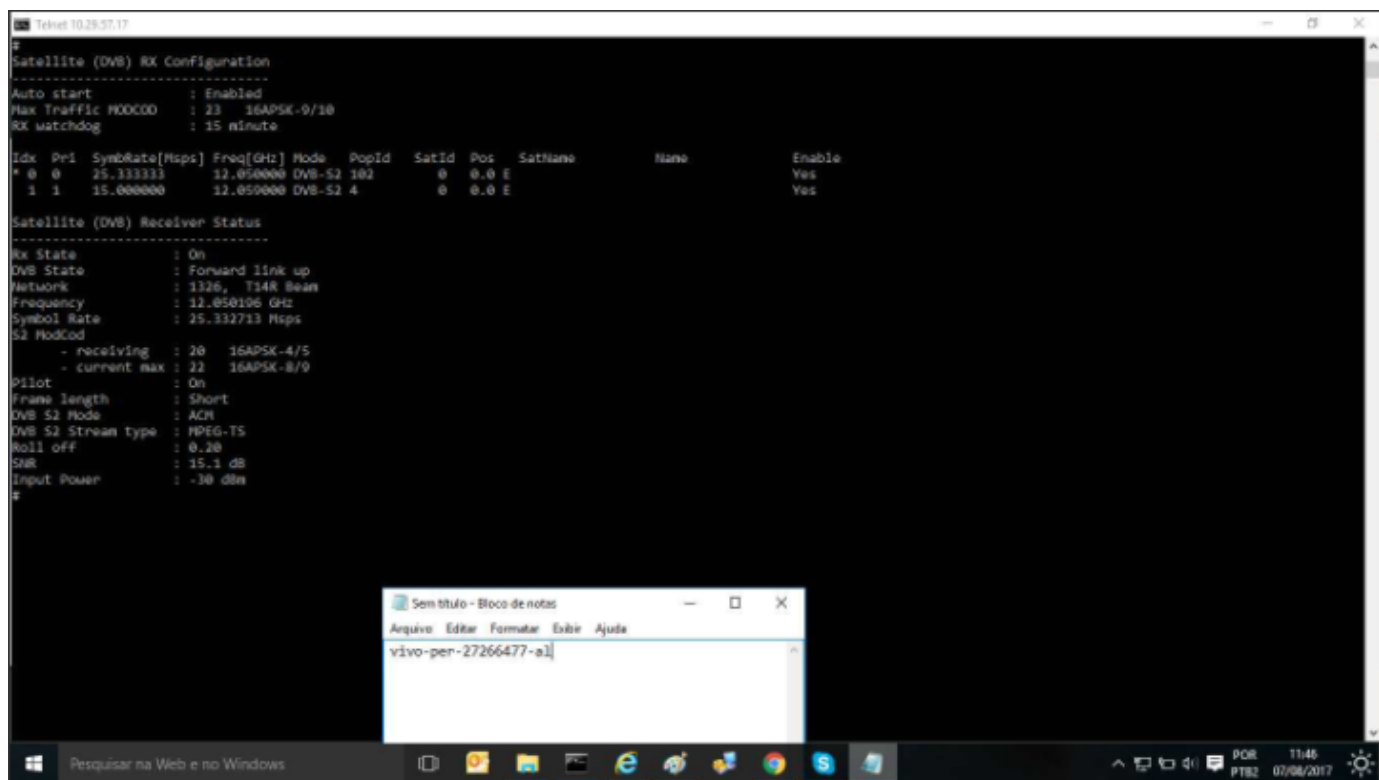 Telnet 10.29.57.17
#
Satellite (DVB) RX Configuration
---------------------------------
Auto start : Enabled
Max Traffic MODCOD : 23 16APSK-9/10
RX watchdog : 15 minute
Idx Pri SymbRate[Msps] Freq[GHz] Mode PopId SatId Pos SatName Name Enable
* 0 0 25.333333 12.050000 DVB-S2 102 0 0.0 E Yes
1 1 15.000000 12.059000 DVB-S2 4 0 0.0 E Yes
Satellite (DVB) Receiver Status
---------------------------------
Rx State : On
DVB State : Forward link up
Network : 1326, T14R Beam
Frequency : 12.050196 GHz
Symbol Rate : 25.332713 Msps
S2 ModCod
- receiving : 20 16APSK-4/5
- current max : 22 16APSK-8/9
Pilot : On
Frame length : Short
DVB S2 Mode : ACM
DVB S2 Stream type : MPEG-TS
Roll off : 0.20
SNR : 15.1 dB
Input Power : -30 dBm
#
Sem título - Bloco de notas
Arquivo Editar Formatar Exibir Ajuda
vivo-per-27266477-al
Pesquisar na Web e no Windows
POR 11:46
PTB2 07/08/2017